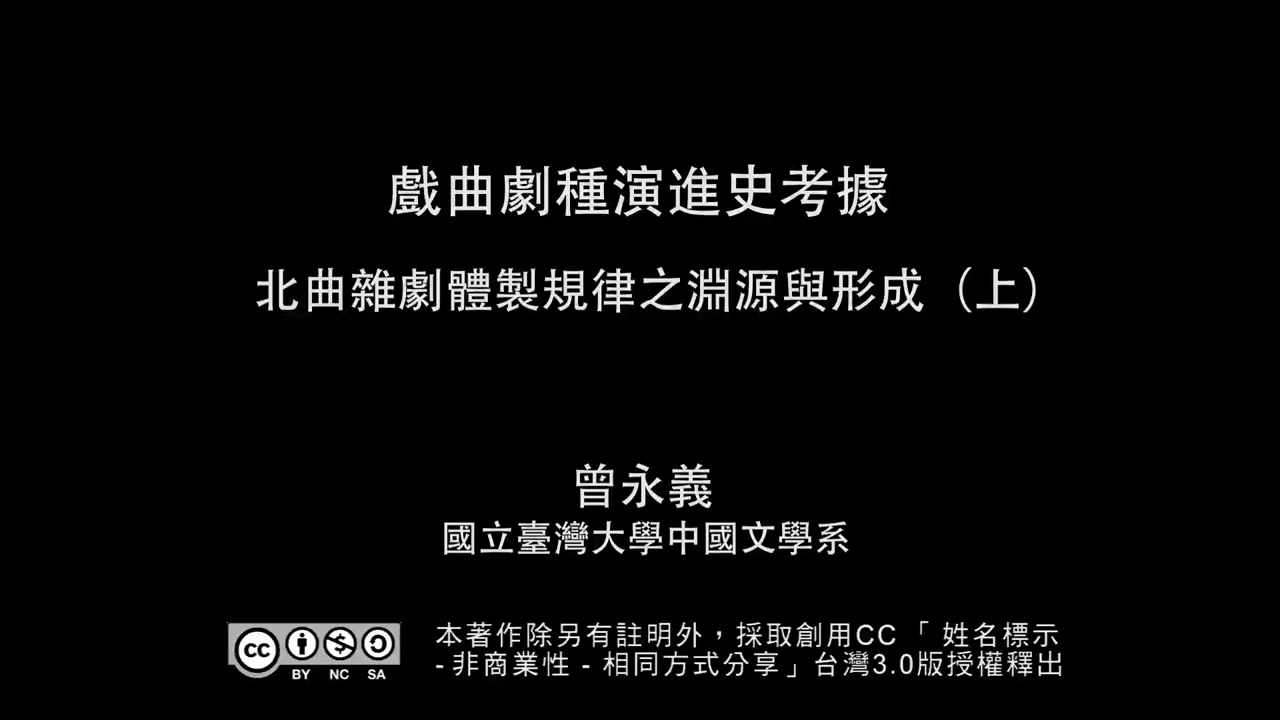 戲曲劇種演進史考據
北曲雜劇體製規律之淵源與形成（上）
曾永義
國立臺灣大學中國文學系
本著作除另有註明外，採取創用CC「 姓名標示
- 非商業性 - 相同方式分享」台灣3.0版授權釋出
cc
BY NC SA